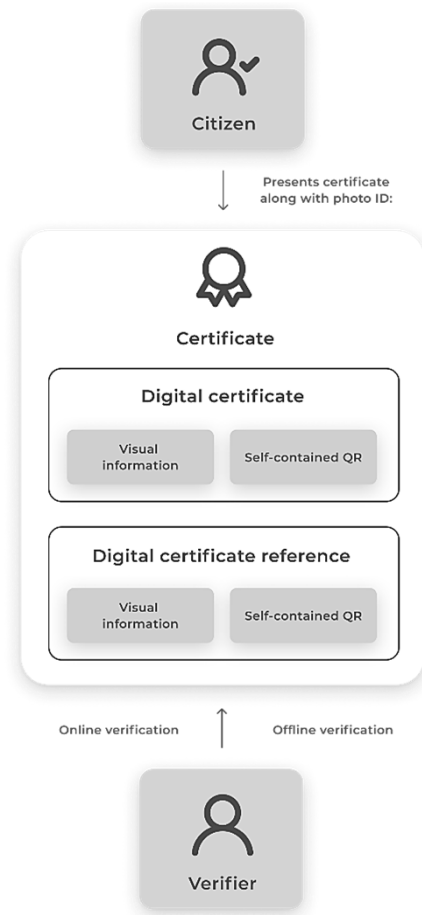 Citizen
Presents certificate
along with photo ID:
Certificate
Digital certificate
Visual
information
Self-contained QR
Digital certificate reference
Visual
information
Self-contained QR
Online verification
Offline verification
Verifier